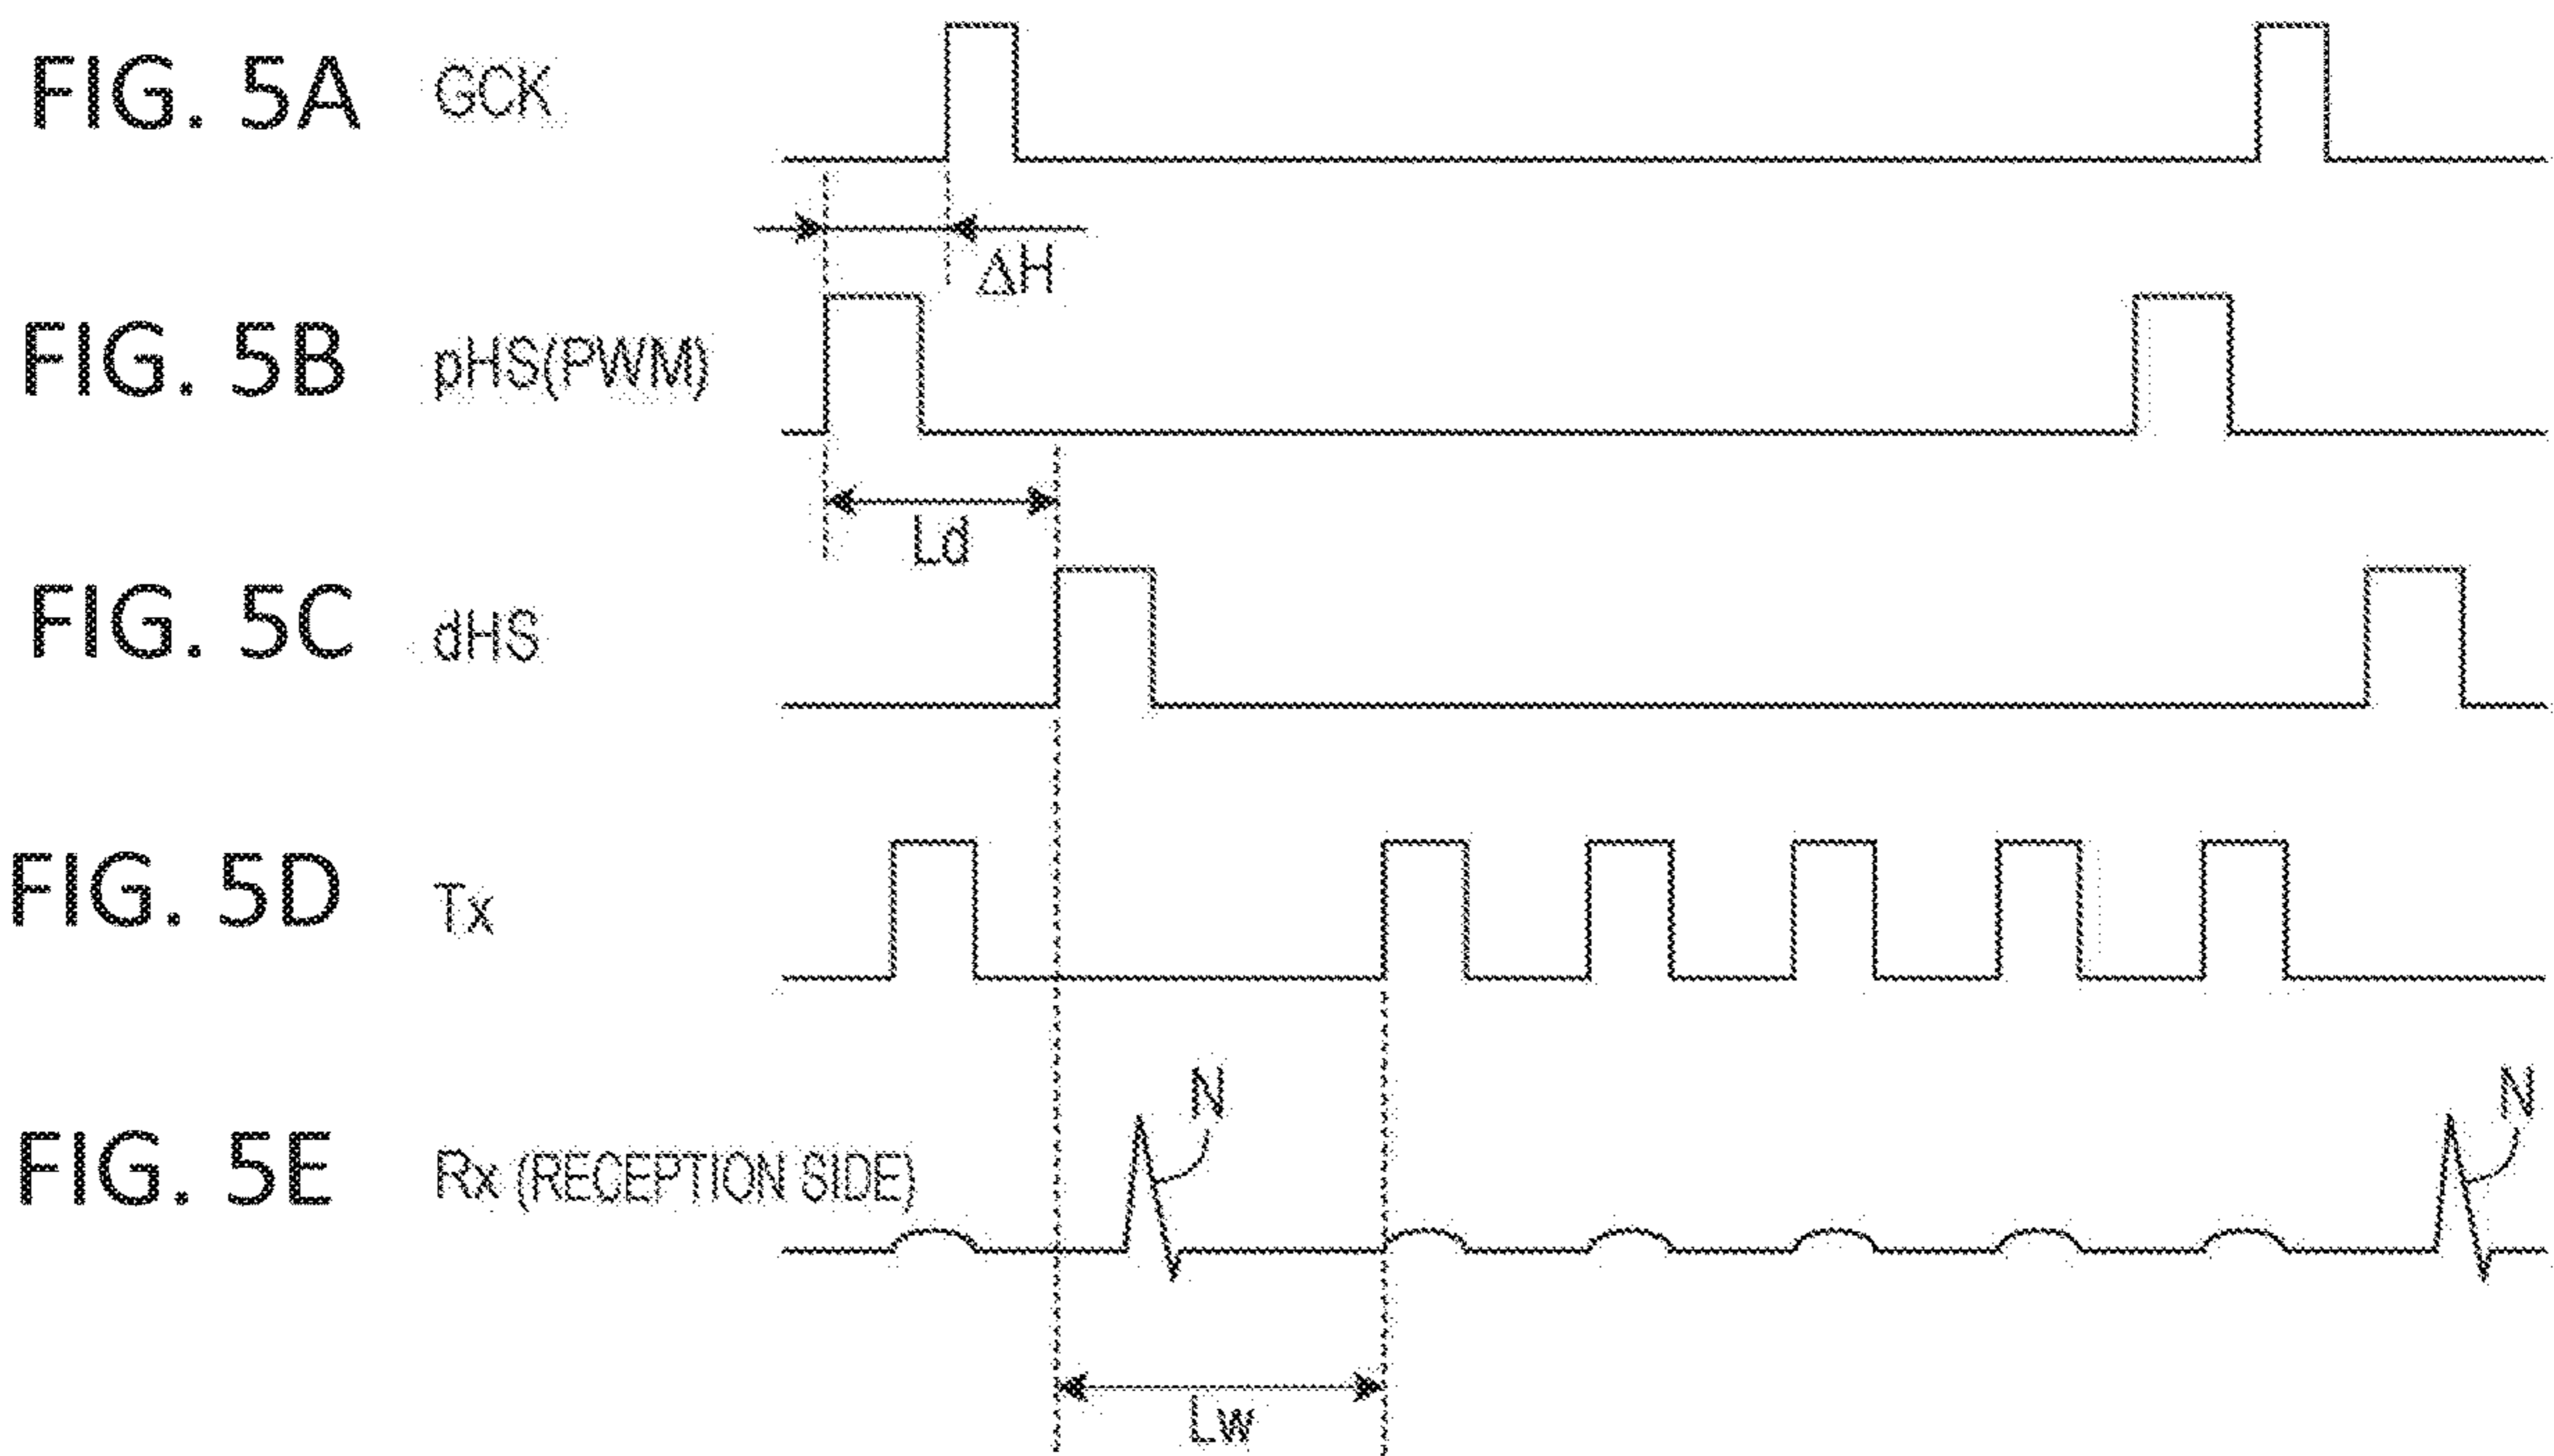 FIG. 5A GCK
ΔH
FIG. 5B pHS(PWM)
Ld
FIG. 5C dHS
FIG. 5D Tx
N N
FIG. 5E Rx (RECEPTION SIDE)
Lw